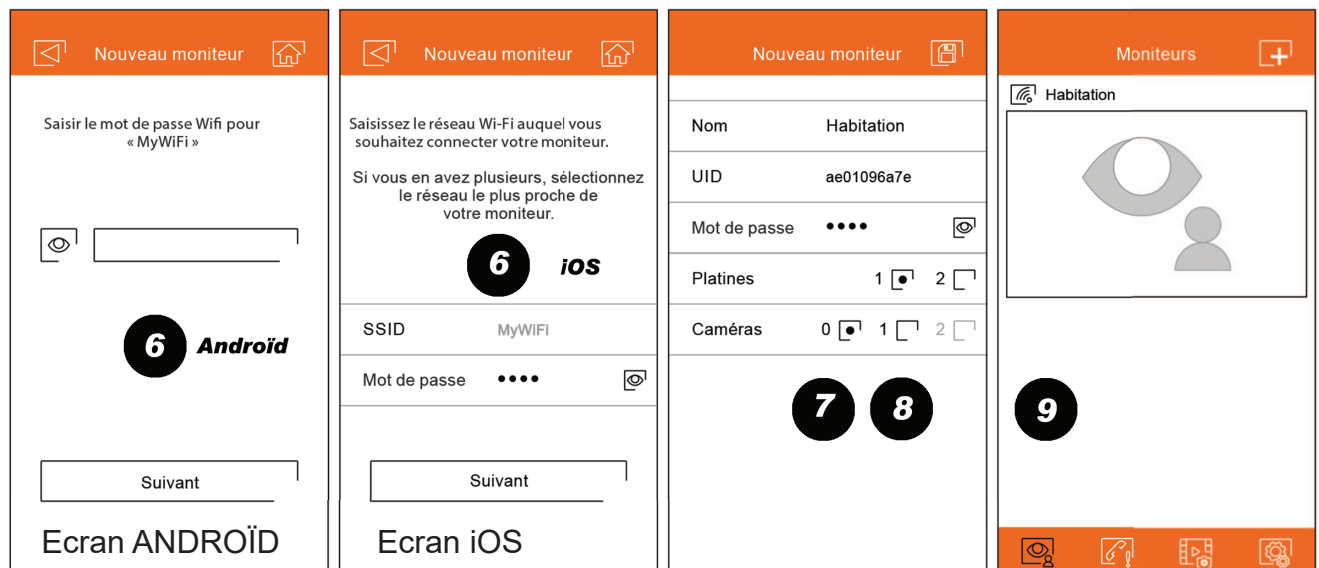 Nouveau moniteur
Saisir le mot de passe Wifi pour
« MyWiFi »
6 Androïd
Suivant
Ecran ANDROÏD
Nouveau moniteur
Saisissez le réseau Wi-Fi auquel vous
souhaitez connecter votre moniteur.
Si vous en avez plusieurs, sélectionnez
le réseau le plus proche de
votre moniteur.
6 iOS
SSID MyWiFi
Mot de passe ••••
Suivant
Ecran iOS
Nouveau moniteur
Nom Habitation
UID ae01096a7e
Mot de passe ••••
Platines 1 2
Caméras 0 1 2
7 8
Moniteurs
Habitation
9